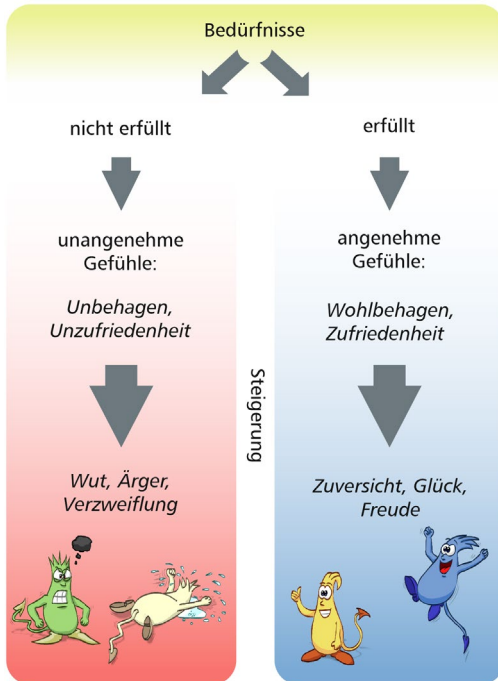 Bedürfnisse
nicht erfüllt
erfüllt
unangenehme
Gefühle:
angenehme
Gefühle:
Unbehagen,
Unzufriedenheit
Wohlbehagen,
Zufriedenheit
Steigerung
Wut, Ärger,
Verzweiflung
Zuversicht, Glück,
Freude